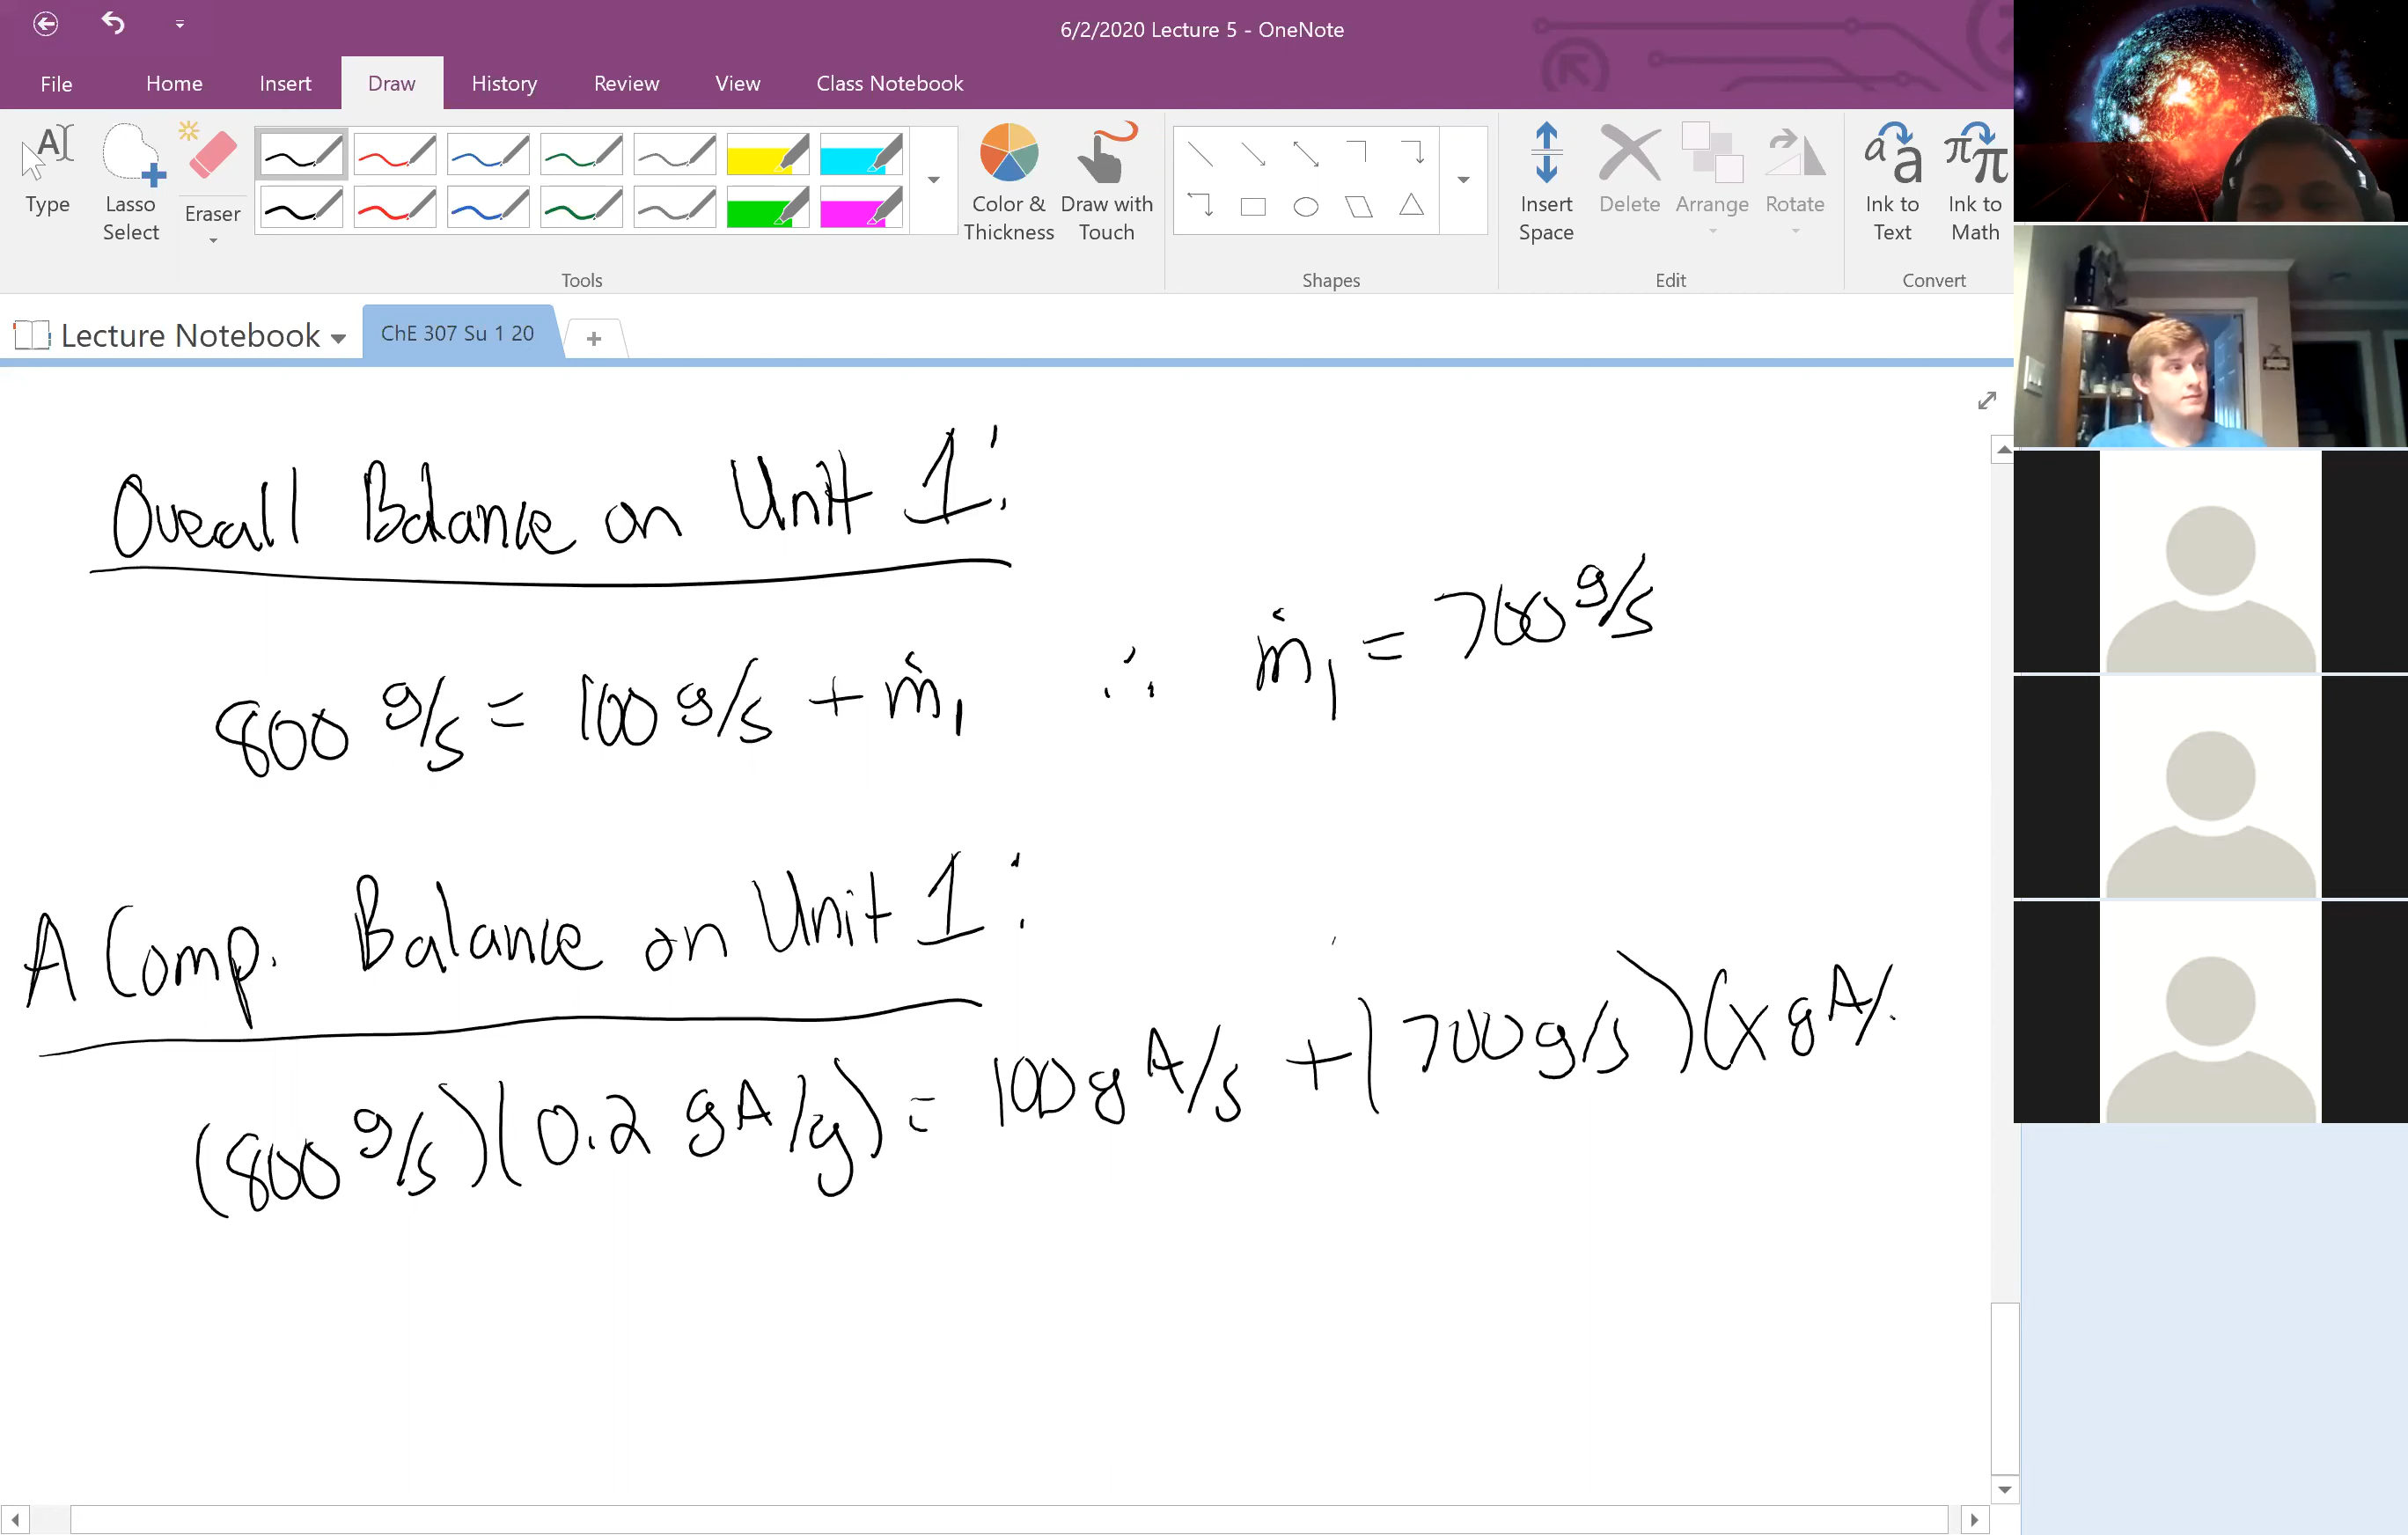 6/2/2020 Lecture 5 - OneNote
File Home Insert Draw History Review View Class Notebook
Type
Lasso Select
Eraser
Color & Thickness
Draw with Touch
Insert Space
Delete
Arrange
Rotate
Ink to Text
Ink to Math
Tools Shapes Edit Convert
Lecture Notebook ChE 307 Su 1 20 +
Overall Balance on Unit 1:
800 g/s = 100 g/s + ṁ₁ ∴ ṁ₁ = 700 g/s
A Comp. Balance on Unit 1:
(800 g/s)(0.2 gA/g) = 100 g A/s + (700 g/s)(x g A/